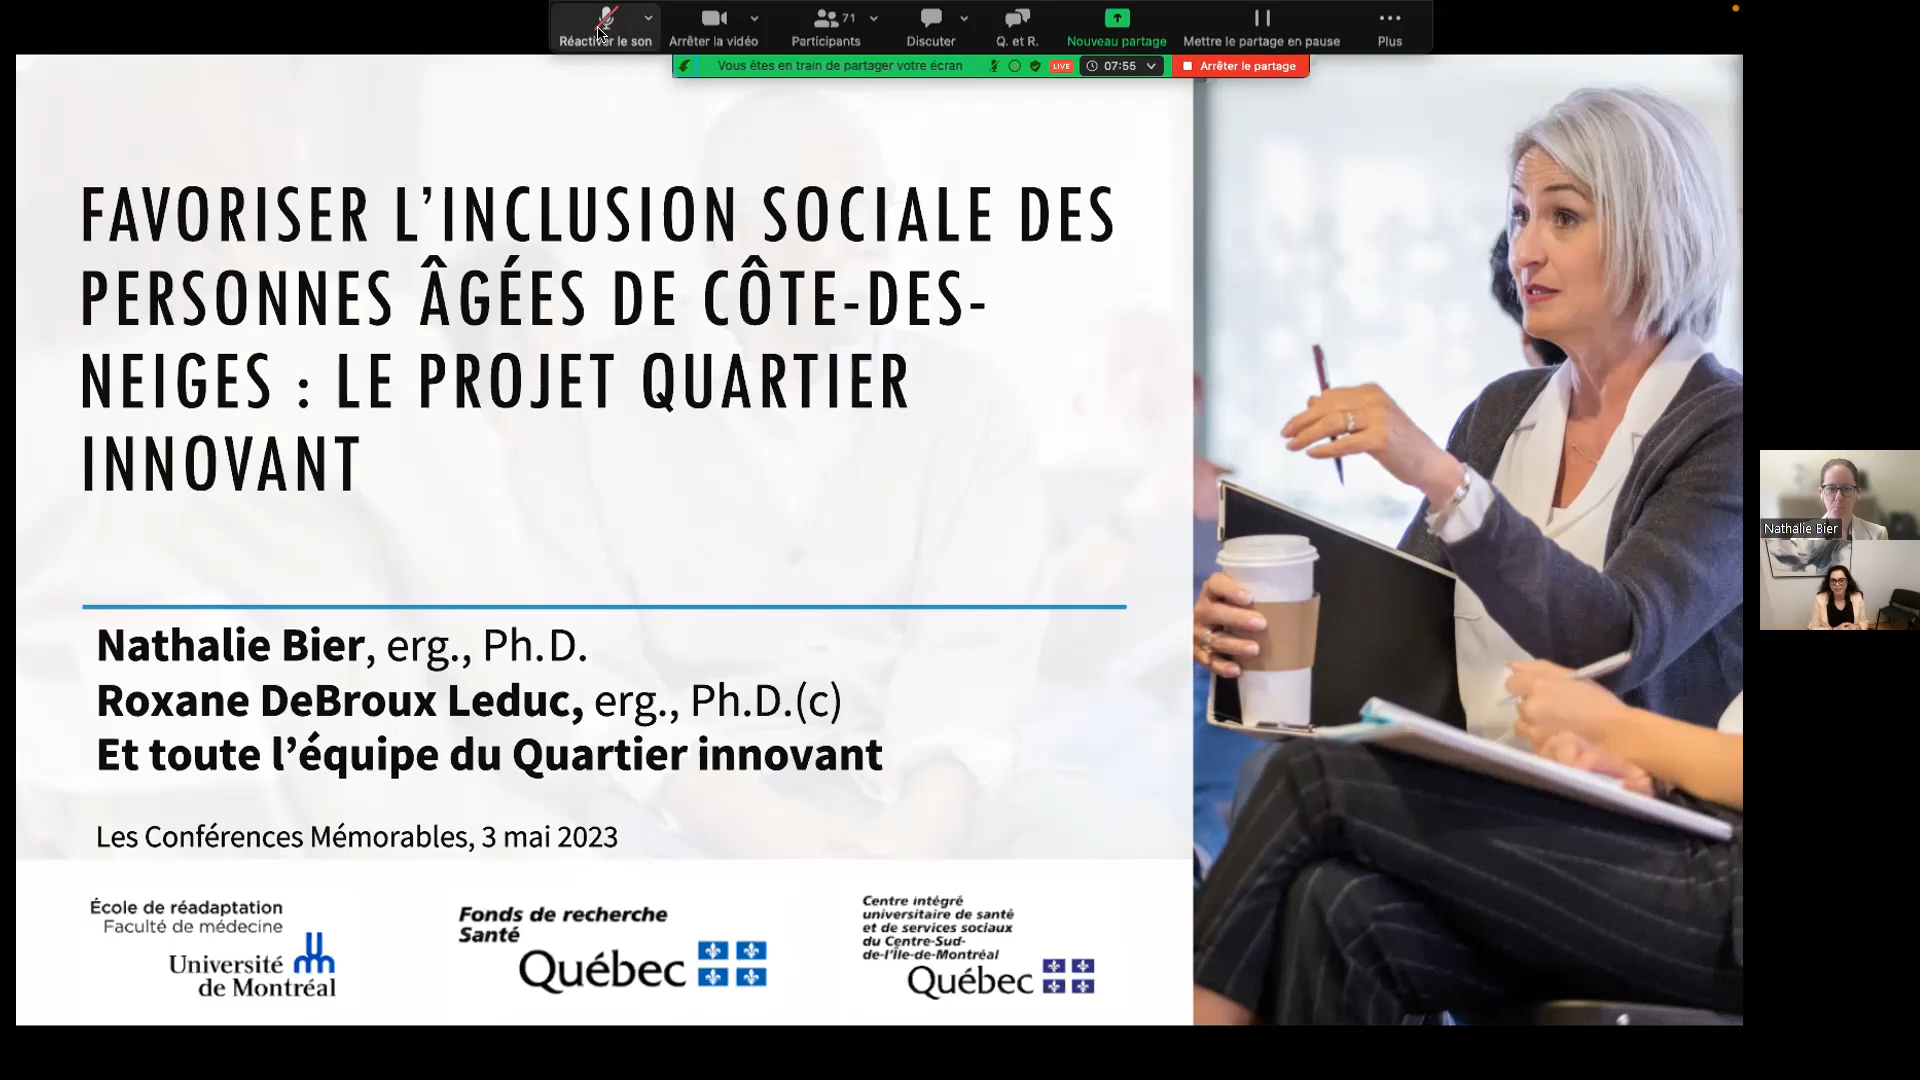 Réactiver le son
Arrêter la vidéo
71
Participants
Discuter
Q. et R.
Nouveau partage
Mettre le partage en pause
Plus
Vous êtes en train de partager votre écran
LIVE
07:55
Arrêter le partage
FAVORISER L’INCLUSION SOCIALE DES
PERSONNES ÂGÉES DE CÔTE-DES-
NEIGES : LE PROJET QUARTIER
INNOVANT
Nathalie Bier, erg., Ph.D.
Roxane DeBroux Leduc, erg., Ph.D.(c)
Et toute l’équipe du Quartier innovant
Les Conférences Mémorables, 3 mai 2023
École de réadaptation
Faculté de médecine
Université
de Montréal
Fonds de recherche
Santé
Québec
Centre intégré
universitaire de santé
et de services sociaux
du Centre-Sud-
de-l’Île-de-Montréal
Québec
Nathalie Bier